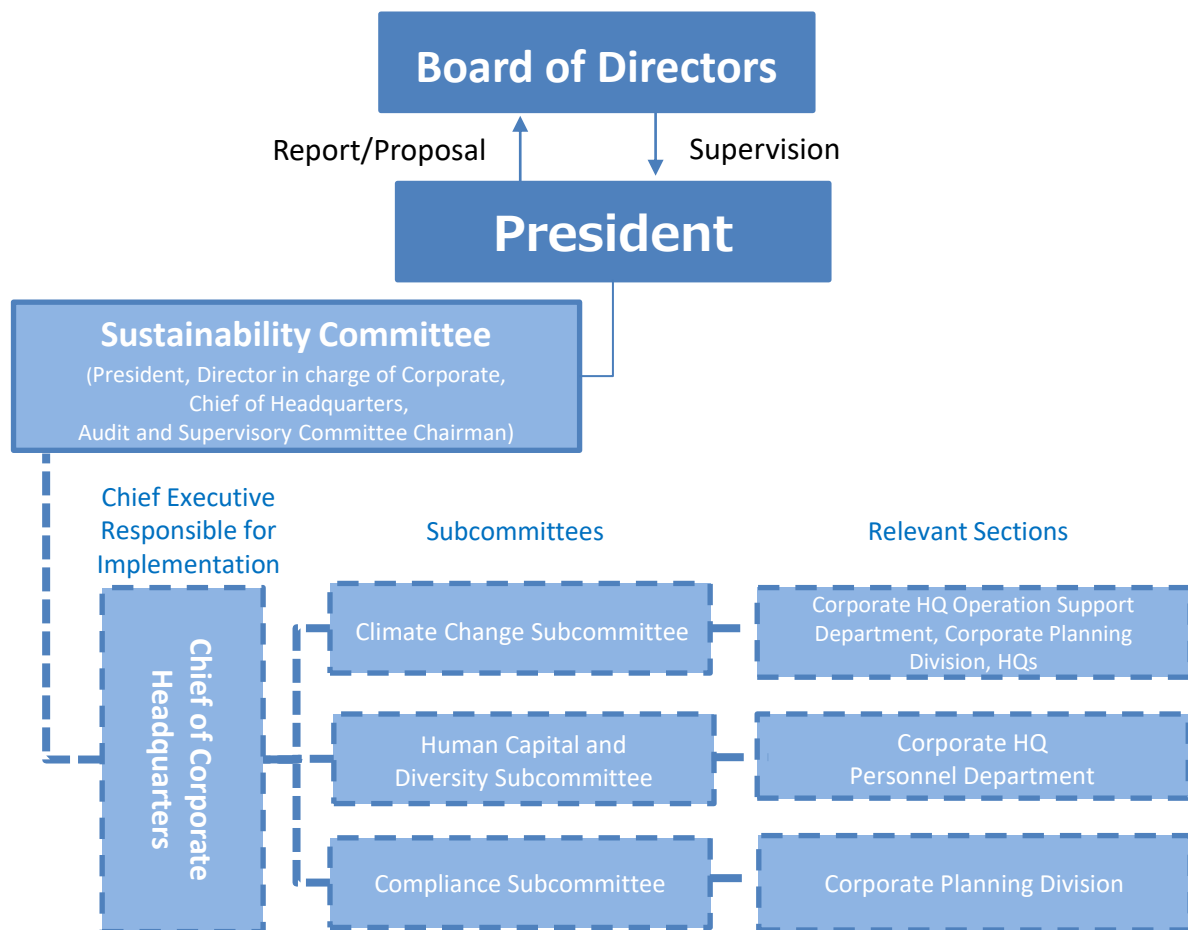 Board of Directors
Report/Proposal
Supervision
President
Sustainability Committee
(President, Director in charge of Corporate,
Chief of Headquarters,
Audit and Supervisory Committee Chairman)
Chief Executive
Responsible for
Implementation
Subcommittees
Relevant Sections
Chief of Corporate
Headquarters
Climate Change Subcommittee
Corporate HQ Operation Support
Department, Corporate Planning
Division, HQs
Human Capital and
Diversity Subcommittee
Corporate HQ
Personnel Department
Compliance Subcommittee
Corporate Planning Division